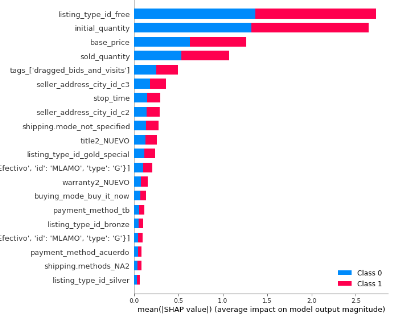 listing_type_id_free
initial_quantity
base_price
sold_quantity
tags_['dragged_bids_and_visits']
seller_address_city_id_c3
stop_time
seller_address_city_id_c2
shipping.mode_not_specified
title2_NUEVO
listing_type_id_gold_special
Efectivo', 'id': 'MLAMO', 'type': 'G'}]
warranty2_NUEVO
buying_mode_buy_it_now
payment_method_tb
listing_type_id_bronze
Efectivo', 'id': 'MLAMO', 'type': 'G'}]
payment_method_acuerdo
shipping.methods_NA2
listing_type_id_silver
Class 0
Class 1
0.0 0.5 1.0 1.5 2.0 2.5
mean(|SHAP value|) (average impact on model output magnitude)